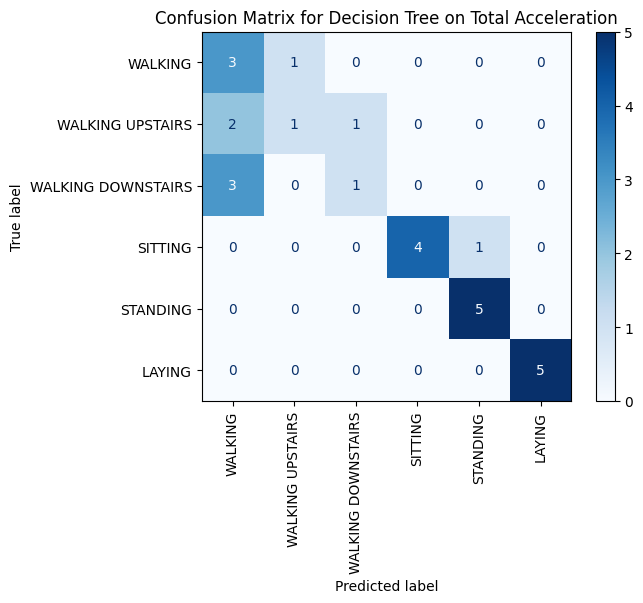 Confusion Matrix for Decision Tree on Total Acceleration
True label
WALKING 3 1 0 0 0 0
WALKING UPSTAIRS 2 1 1 0 0 0
WALKING DOWNSTAIRS 3 0 1 0 0 0
SITTING 0 0 0 4 1 0
STANDING 0 0 0 0 5 0
LAYING 0 0 0 0 0 5
WALKING
WALKING UPSTAIRS
WALKING DOWNSTAIRS
SITTING
STANDING
LAYING
Predicted label
5
4
3
2
1
0